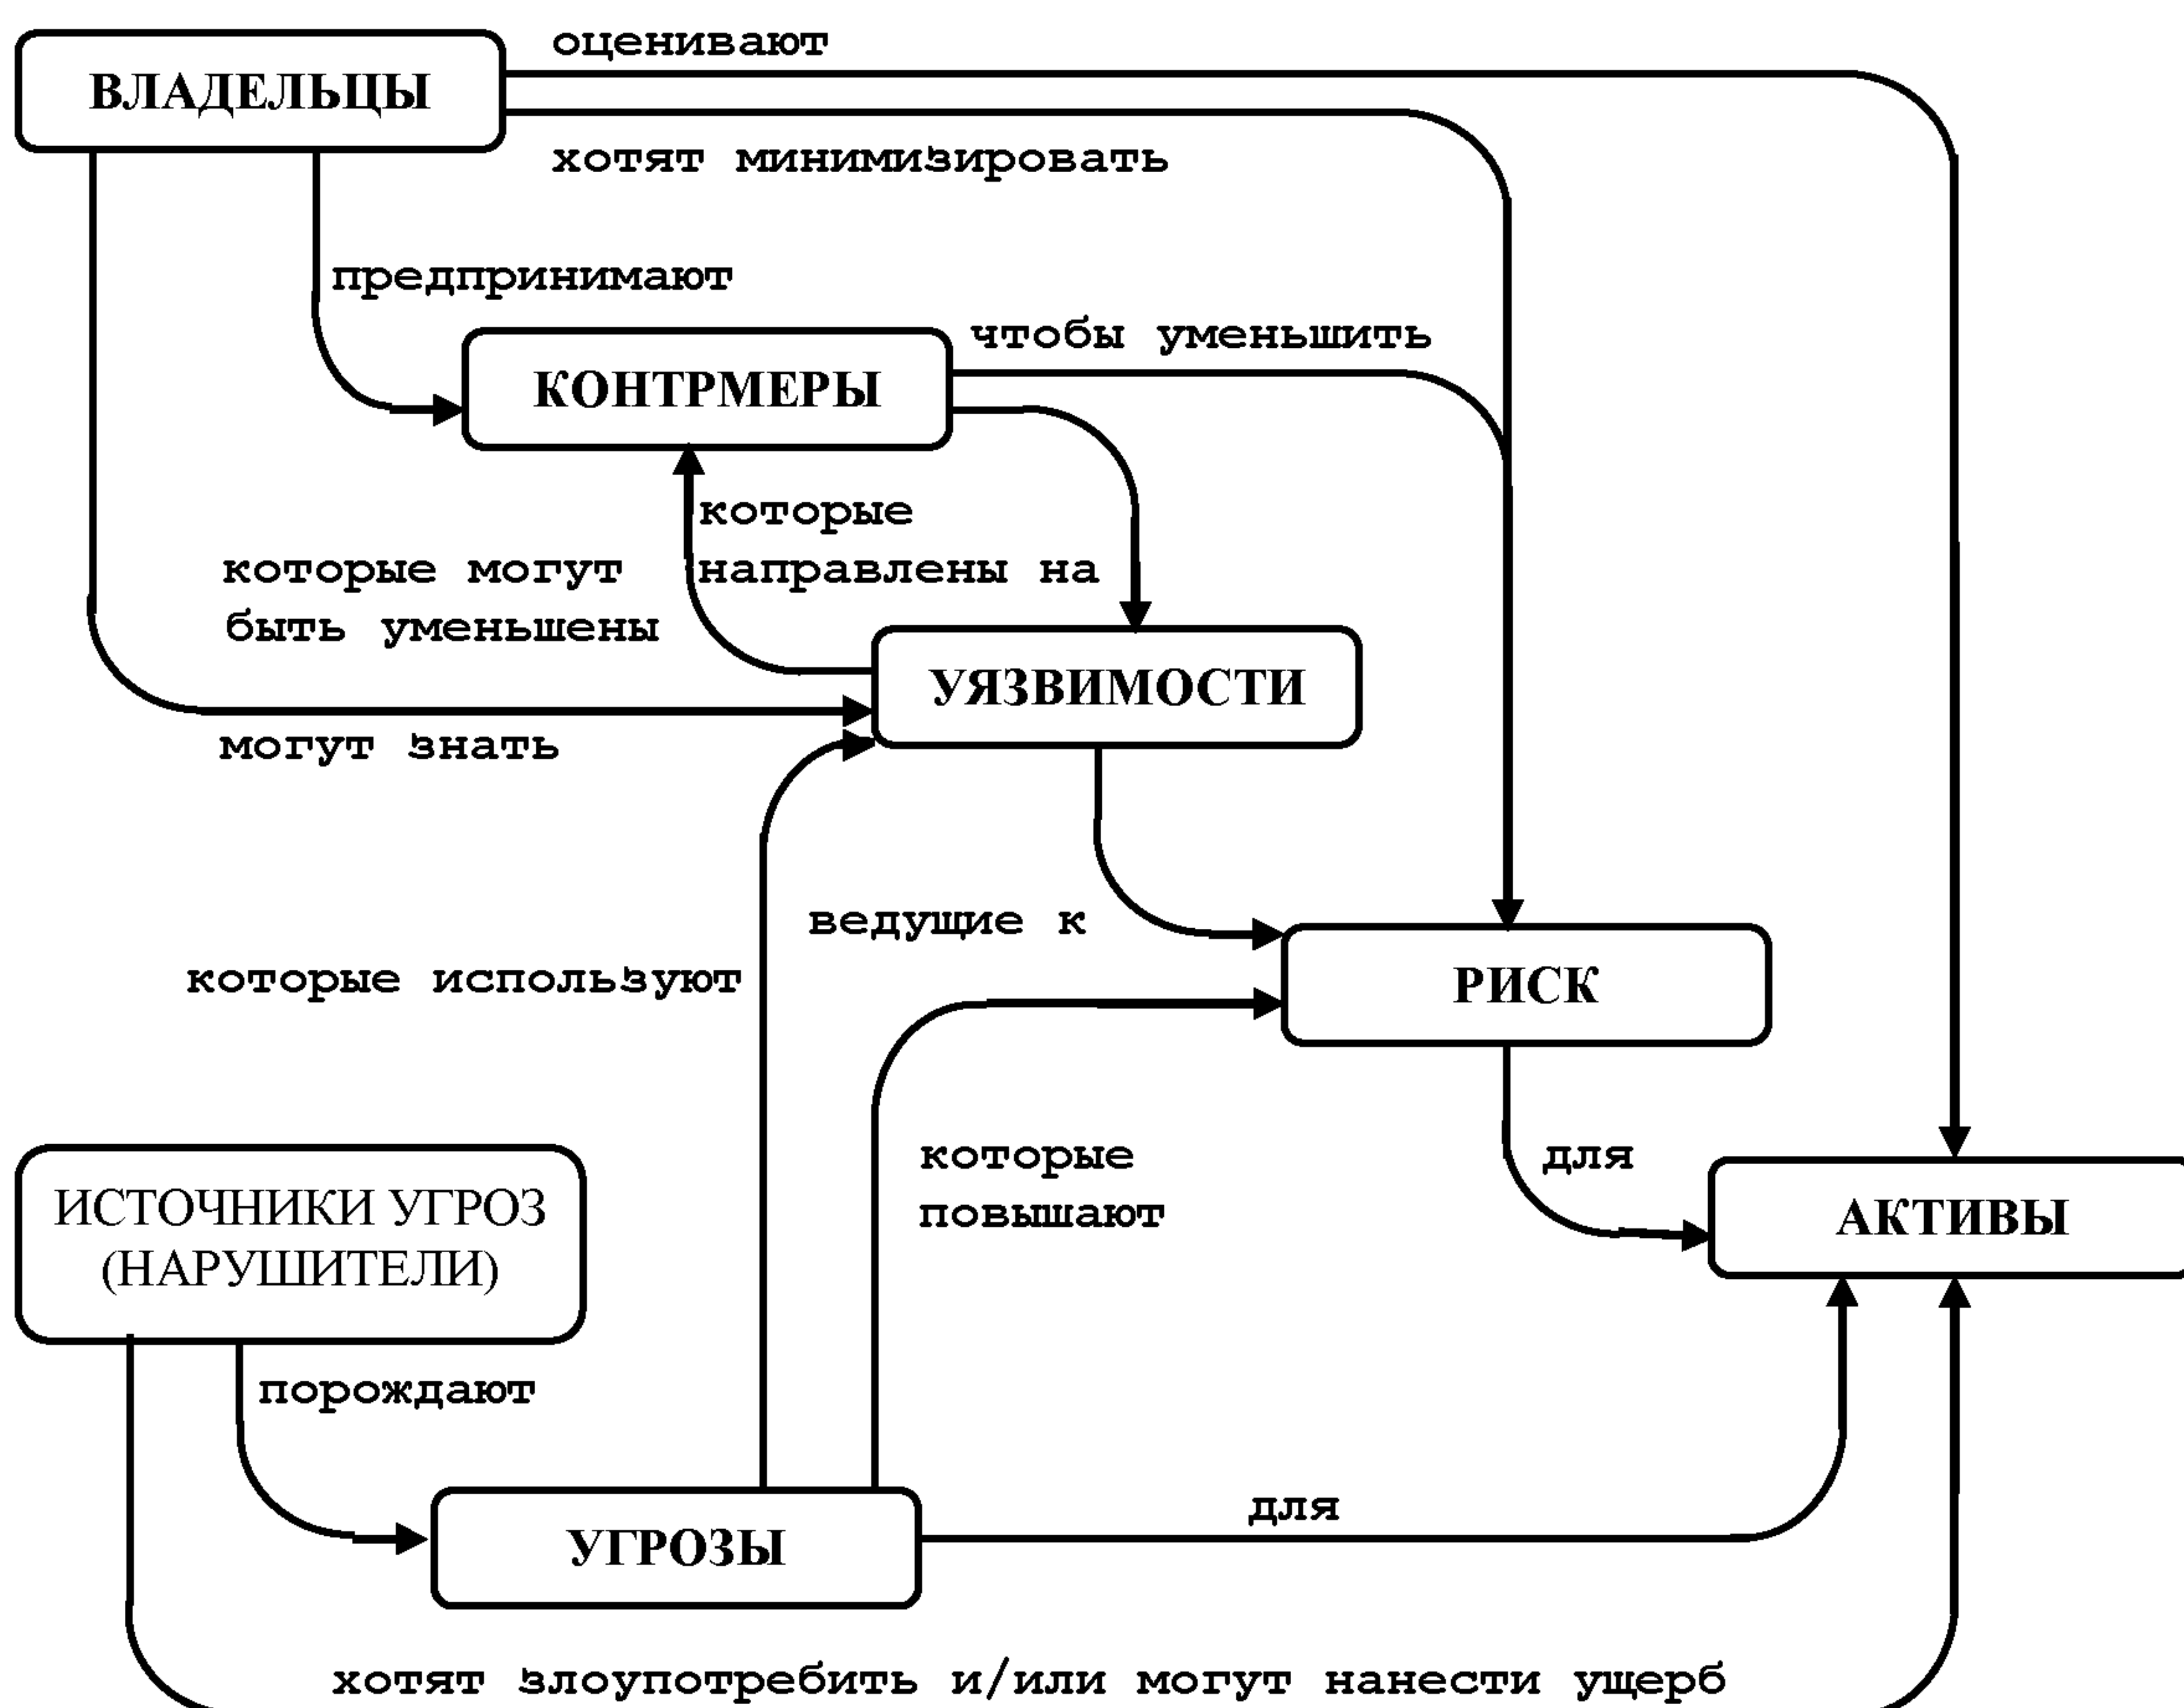 оценивают
ВЛАДЕЛЬЦЫ
хотят минимизировать
предпринимают
чтобы уменьшить
КОНТРМЕРЫ
которые
направлены на
которые могут
быть уменьшены
УЯЗВИМОСТИ
могут знать
ведущие к
которые используют
РИСК
которые
повышают
для
ИСТОЧНИКИ УГРОЗ
(НАРУШИТЕЛИ)
АКТИВЫ
порождают
для
УГРОЗЫ
хотят злоупотребить и/или могут нанести ущерб